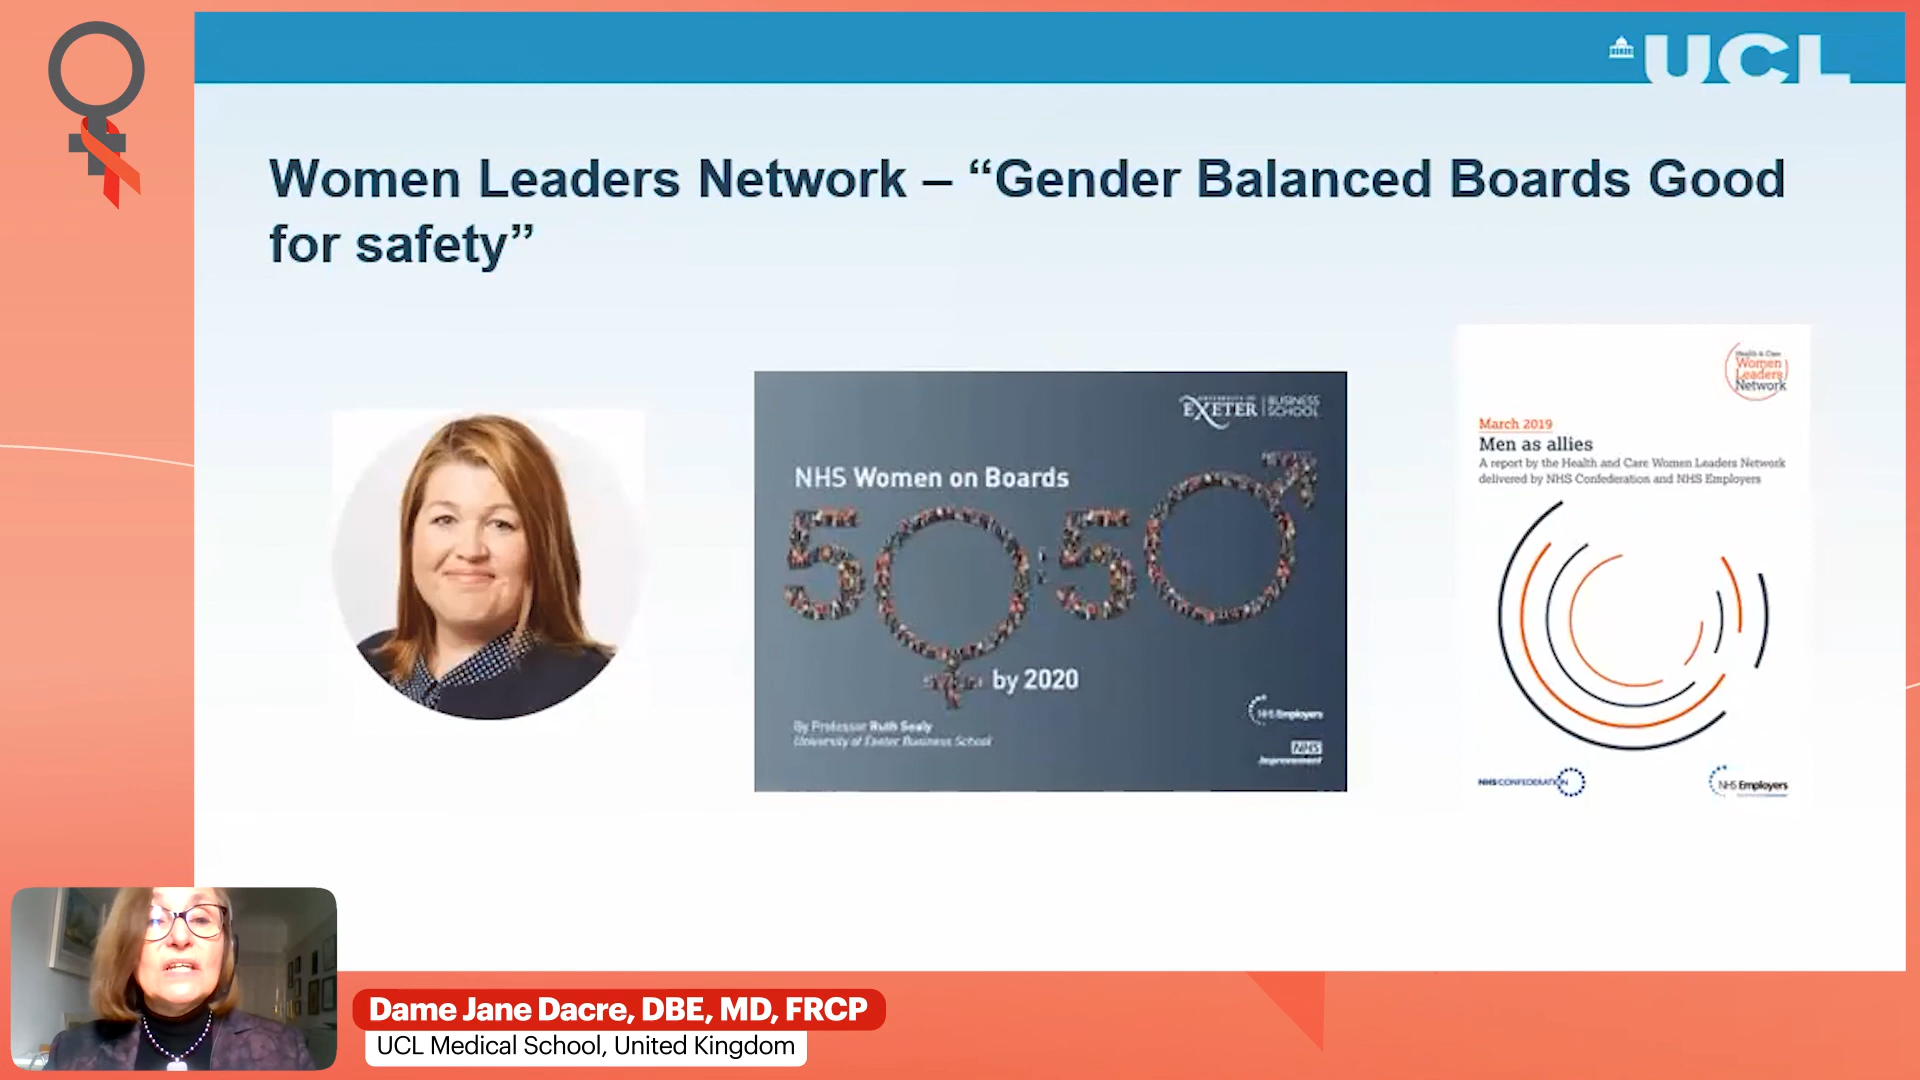 UCL
Women Leaders Network – “Gender Balanced Boards Good
for safety”
UNIVERSITY OF
EXETER
BUSINESS
SCHOOL
NHS Women on Boards
50:50
by 2020
By Professor Ruth Sealy
University of Exeter Business School
NHS Employers
NHS
Improvement
Health & Care
Women
Leaders
Network
March 2019
Men as allies
A report by the Health and Care Women Leaders Network
delivered by NHS Confederation and NHS Employers
NHS CONFEDERATION
NHS Employers
Dame Jane Dacre, DBE, MD, FRCP
UCL Medical School, United Kingdom